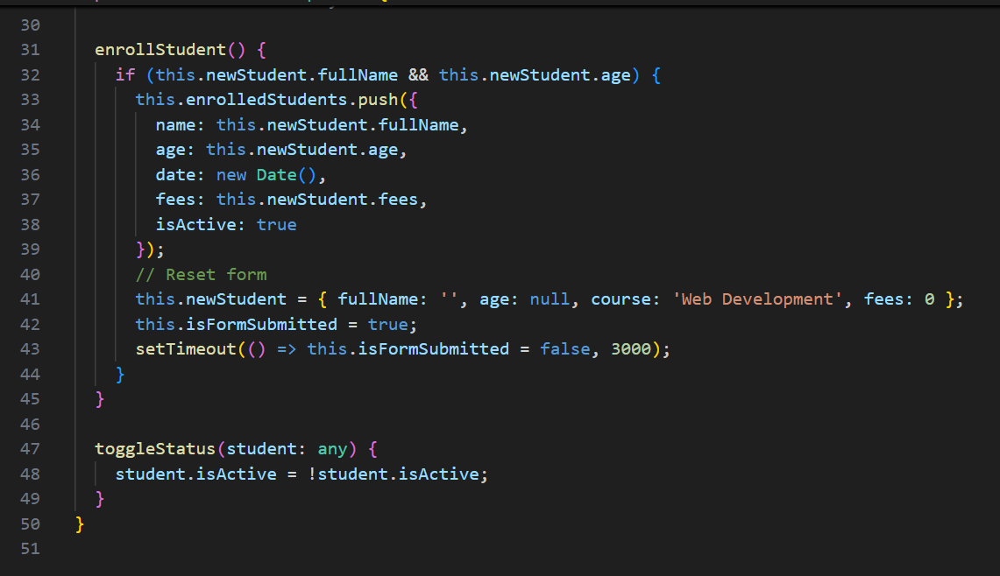 30
31 enrollStudent() {
32 if (this.newStudent.fullName && this.newStudent.age) {
33 this.enrolledStudents.push({
34 name: this.newStudent.fullName,
35 age: this.newStudent.age,
36 date: new Date(),
37 fees: this.newStudent.fees,
38 isActive: true
39 });
40 // Reset form
41 this.newStudent = { fullName: '', age: null, course: 'Web Development', fees: 0 };
42 this.isFormSubmitted = true;
43 setTimeout(() => this.isFormSubmitted = false, 3000);
44 }
45 }
46
47 toggleStatus(student: any) {
48 student.isActive = !student.isActive;
49 }
50 }
51